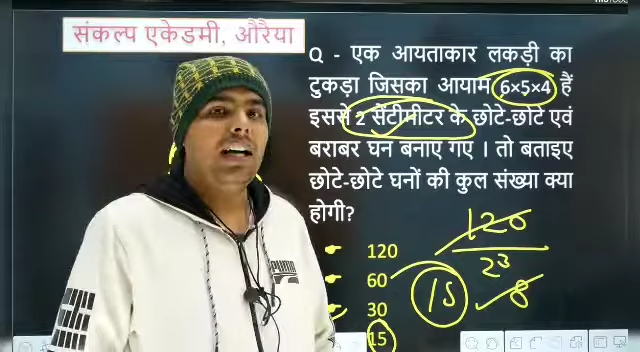 संकल्प एकेडमी, औरैया
Q - एक आयताकार लकड़ी का
टुकड़ा जिसका आयाम 6×5×4 हैं
इससे 2 सेंटीमीटर के छोटे-छोटे एवं
बराबर घन बनाए गए । तो बताइए
छोटे-छोटे घनों की कुल संख्या क्या
होगी?
120
60
30
15
120
2³
8
15
PUMA